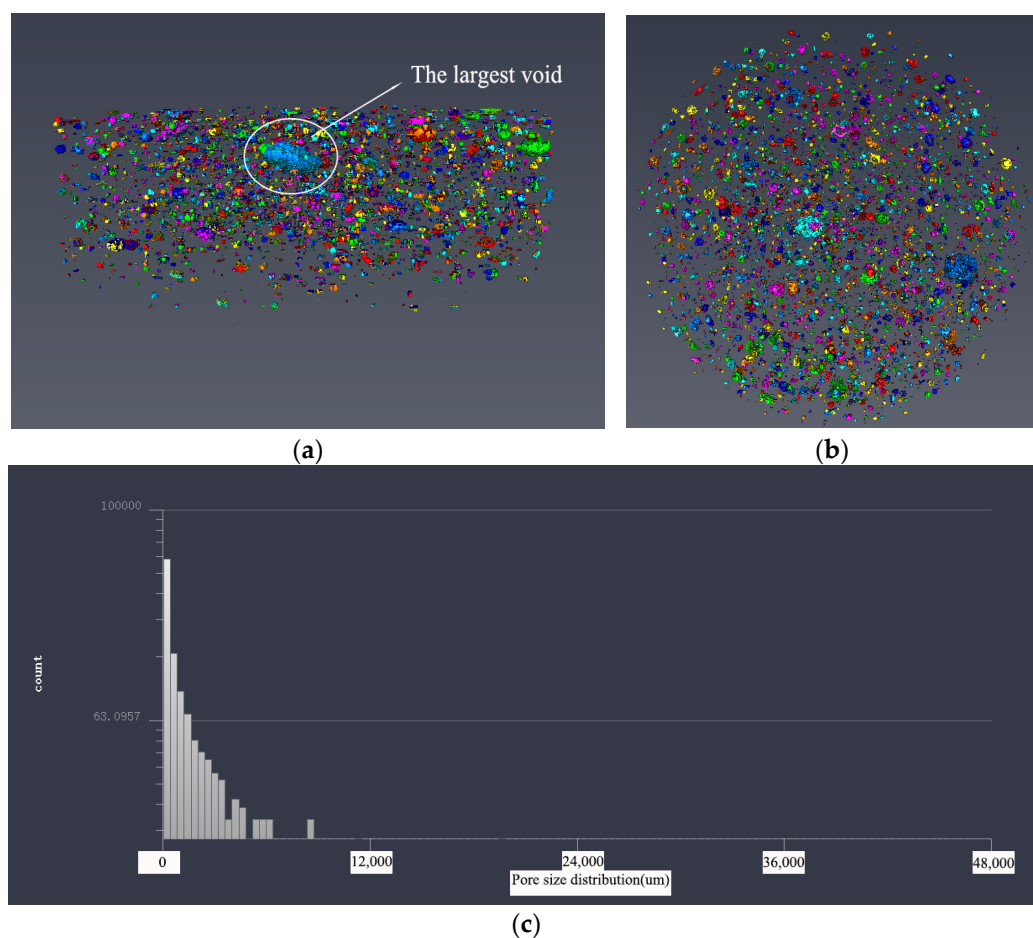 The largest void
(a)
(b)
100000
count
63.0957
0
12,000
24,000
36,000
48,000
Pore size distribution(um)
(c)